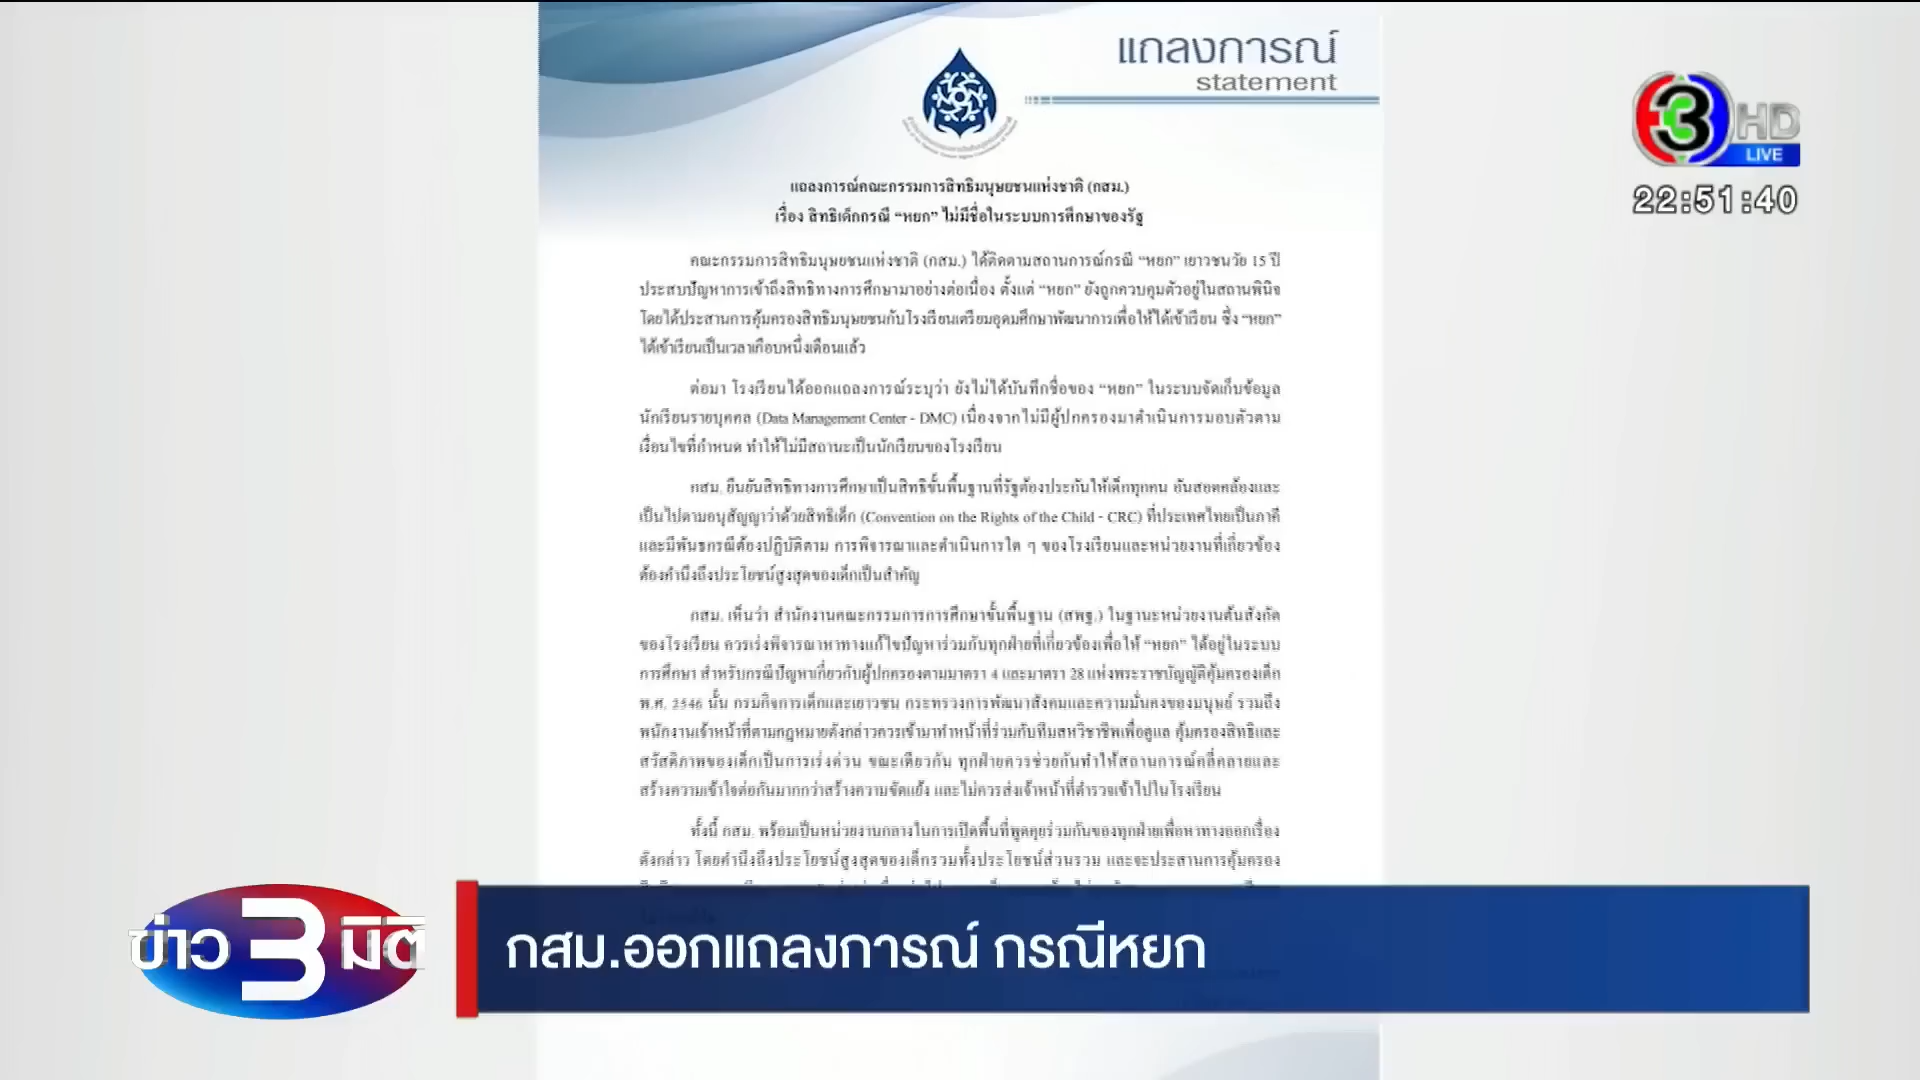 แถลงการณ์
statement
3 HD
LIVE
22:51:40
แถลงการณ์คณะกรรมการสิทธิมนุษยชนแห่งชาติ (กสม.)
เรื่อง สิทธิเด็กกรณี “หยก” ไม่มีชื่อในระบบการศึกษาของรัฐ
คณะกรรมการสิทธิมนุษยชนแห่งชาติ (กสม.) ได้ติดตามสถานการณ์กรณี “หยก” เยาวชนวัย 15 ปี
ประสบปัญหาการเข้าถึงสิทธิทางการศึกษามาอย่างต่อเนื่อง ตั้งแต่ “หยก” ยังถูกควบคุมตัวอยู่ในสถานพินิจ
โดยได้ประสานการคุ้มครองสิทธิมนุษยชนกับโรงเรียนเตรียมอุดมศึกษาพัฒนาการเพื่อให้ได้เข้าเรียน ซึ่ง “หยก”
ได้เข้าเรียนเป็นเวลาเกือบหนึ่งเดือนแล้ว
ต่อมา โรงเรียนได้ออกแถลงการณ์ระบุว่า ยังไม่ได้บันทึกชื่อของ “หยก” ในระบบจัดเก็บข้อมูล
นักเรียนรายบุคคล (Data Management Center - DMC) เนื่องจากไม่มีผู้ปกครองมาดำเนินการมอบตัวตาม
เงื่อนไขที่กำหนด ทำให้ไม่มีสถานะเป็นนักเรียนของโรงเรียน
กสม. ยืนยันสิทธิทางการศึกษาเป็นสิทธิขั้นพื้นฐานที่รัฐต้องประกันให้เด็กทุกคน อันสอดคล้องและ
เป็นไปตามอนุสัญญาว่าด้วยสิทธิเด็ก (Convention on the Rights of the Child - CRC) ที่ประเทศไทยเป็นภาคี
และมีพันธกรณีต้องปฏิบัติตาม การพิจารณาและดำเนินการใด ๆ ของโรงเรียนและหน่วยงานที่เกี่ยวข้อง
ต้องคำนึงถึงประโยชน์สูงสุดของเด็กเป็นสำคัญ
กสม. เห็นว่า สำนักงานคณะกรรมการการศึกษาขั้นพื้นฐาน (สพฐ.) ในฐานะหน่วยงานต้นสังกัด
ของโรงเรียน ควรเร่งพิจารณาหาทางแก้ไขปัญหาร่วมกับทุกฝ่ายที่เกี่ยวข้องเพื่อให้ “หยก” ได้อยู่ในระบบ
การศึกษา สำหรับกรณีปัญหาเกี่ยวกับผู้ปกครองตามมาตรา 4 และมาตรา 28 แห่งพระราชบัญญัติคุ้มครองเด็ก
พ.ศ. 2546 นั้น กรมกิจการเด็กและเยาวชน กระทรวงการพัฒนาสังคมและความมั่นคงของมนุษย์ รวมถึง
พนักงานเจ้าหน้าที่ตามกฎหมายดังกล่าวควรเข้ามาทำหน้าที่ร่วมกับทีมสหวิชาชีพเพื่อดูแล คุ้มครองสิทธิและ
สวัสดิภาพของเด็กเป็นการเร่งด่วน ขณะเดียวกัน ทุกฝ่ายควรช่วยกันทำให้สถานการณ์คลี่คลายและ
สร้างความเข้าใจต่อกันมากกว่าสร้างความขัดแย้ง และไม่ควรส่งเจ้าหน้าที่ตำรวจเข้าไปในโรงเรียน
ทั้งนี้ กสม. พร้อมเป็นหน่วยงานกลางในการเปิดพื้นที่พูดคุยร่วมกันของทุกฝ่ายเพื่อหาทางออกเรื่อง
ดังกล่าว โดยคำนึงถึงประโยชน์สูงสุดของเด็กรวมทั้งประโยชน์ส่วนรวม และจะประสานการคุ้มครอง
ข่าว 3 มิติ
กสม.ออกแถลงการณ์ กรณีหยก